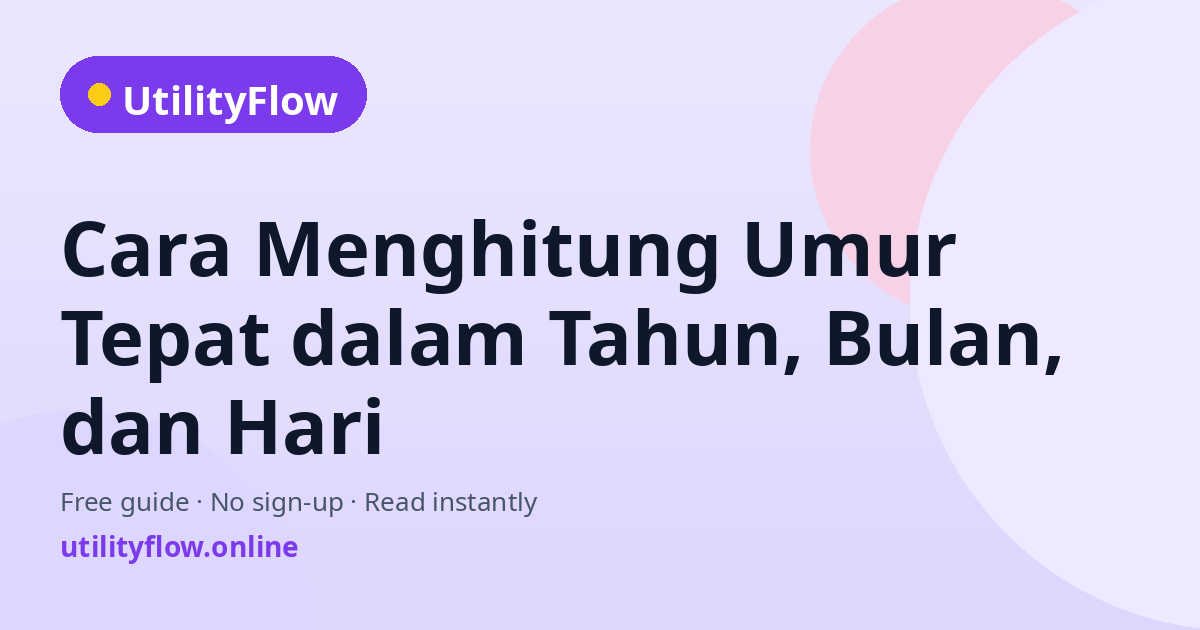 UtilityFlow
Cara Menghitung Umur
Tepat dalam Tahun, Bulan,
dan Hari
Free guide · No sign-up · Read instantly
utilityflow.online